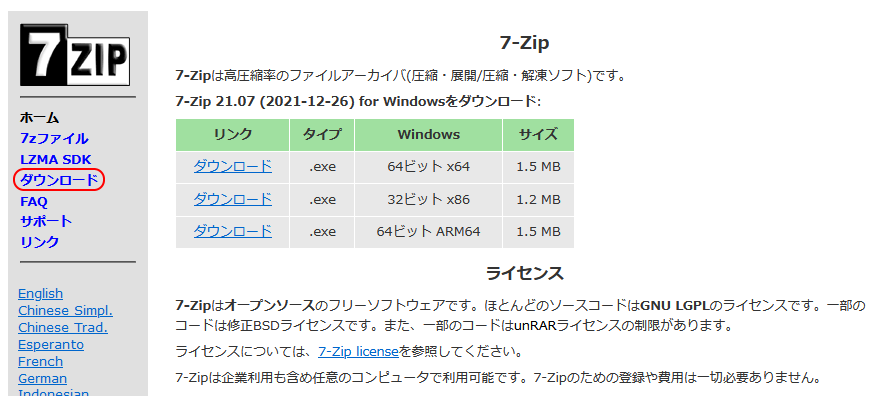 7ZIP
ホーム
7zファイル
LZMA SDK
ダウンロード
FAQ
サポート
リンク
English
Chinese Simpl.
Chinese Trad.
Esperanto
French
German
Indonesian
7-Zip
7-Zipは高圧縮率のファイルアーカイバ(圧縮・展開/圧縮・解凍ソフト)です。
7-Zip 21.07 (2021-12-26) for Windowsをダウンロード:
リンク タイプ Windows サイズ
ダウンロード .exe 64ビット x64 1.5 MB
ダウンロード .exe 32ビット x86 1.2 MB
ダウンロード .exe 64ビット ARM64 1.5 MB
ライセンス
7-Zipはオープンソースのフリーソフトウェアです。ほとんどのソースコードはGNU LGPLのライセンスです。一部の
コードは修正BSDライセンスです。また、一部のコードはunRARライセンスの制限があります。
ライセンスについては、7-Zip licenseを参照してください。
7-Zipは企業利用も含め任意のコンピュータで利用可能です。7-Zipのための登録や費用は一切必要ありません。